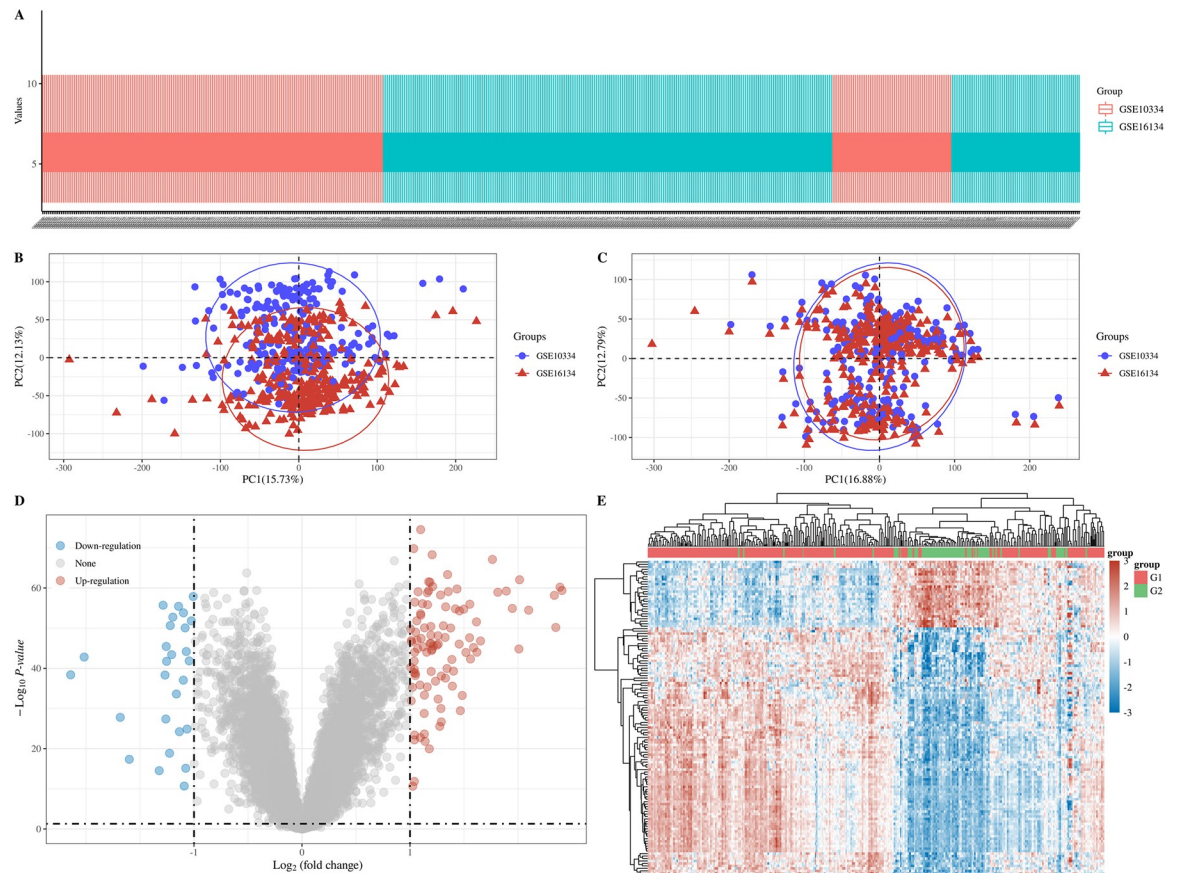 A
Values
10
5
Group
GSE10334
GSE16134
B
PC2(12.13%)
100
50
0
-50
-100
-300
-200
-100
0
100
200
PC1(15.73%)
Groups
GSE10334
GSE16134
C
PC2(12.79%)
100
50
0
-50
-100
-300
-200
-100
0
100
200
PC1(16.88%)
Groups
GSE10334
GSE16134
D
Down-regulation
None
Up-regulation
− Log10 P-value
60
40
20
0
-1
0
1
Log2 (fold change)
E
group
3
2
1
0
-1
-2
-3
group
G1
G2